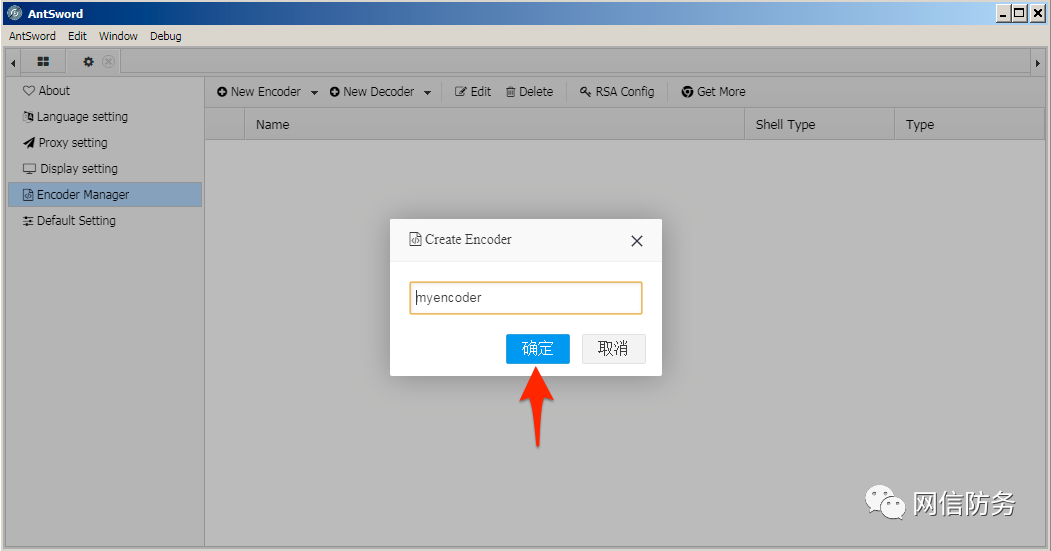 AntSword
AntSword Edit Window Debug
About
Language setting
Proxy setting
Display setting
Encoder Manager
Default Setting
New Encoder New Decoder Edit Delete RSA Config Get More
Name Shell Type Type
Create Encoder
myencoder
确定 取消
网信防务